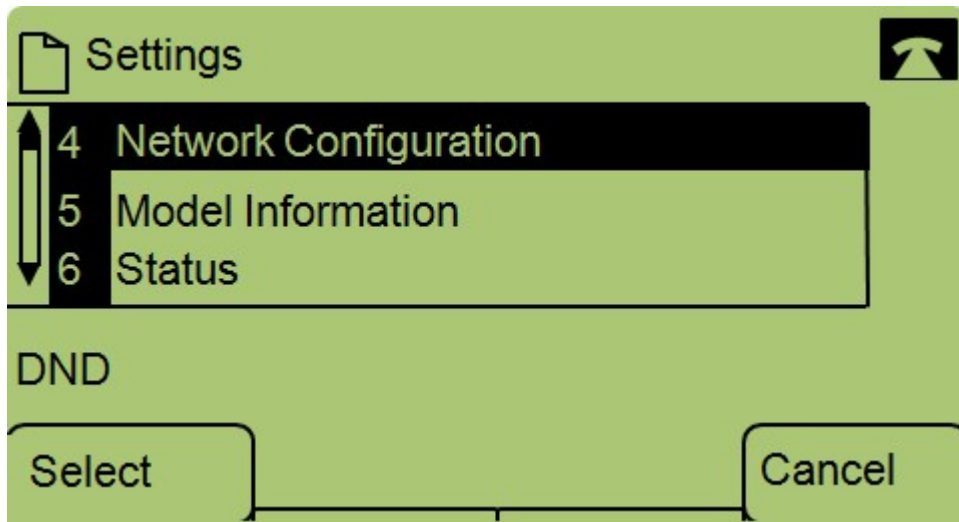 Settings
4 Network Configuration
5 Model Information
6 Status
DND
Select Cancel